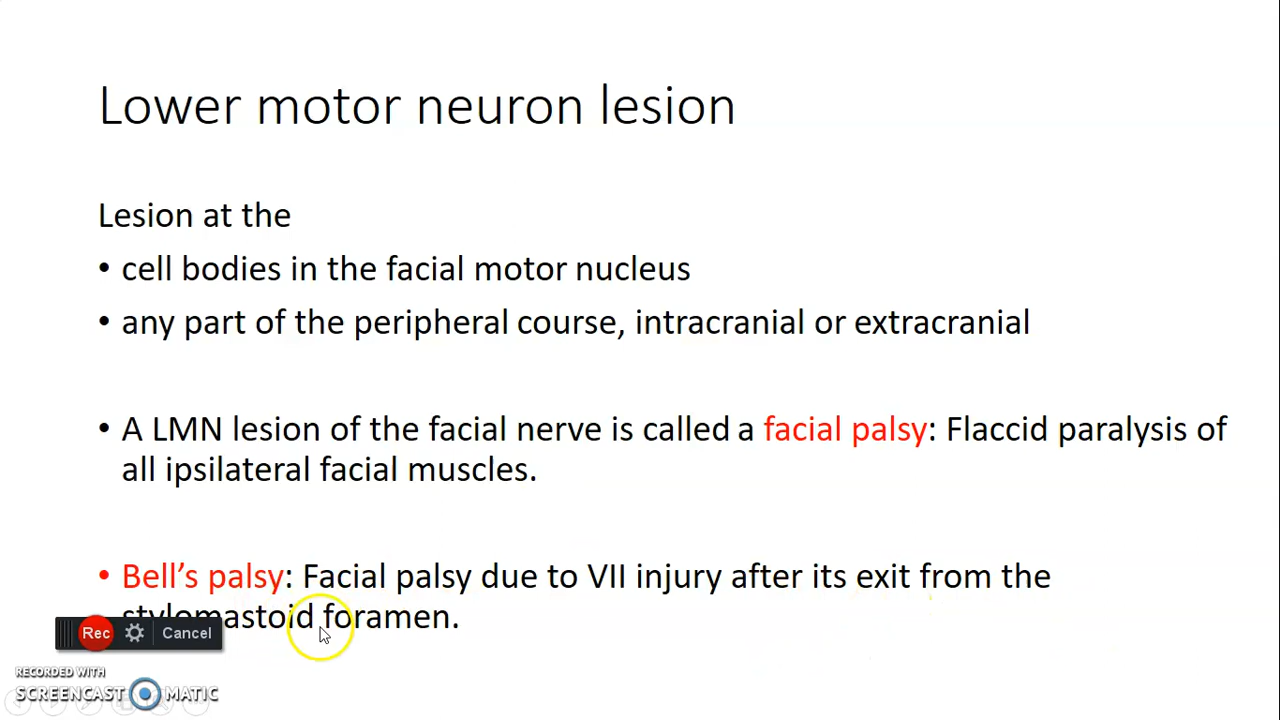 Lower motor neuron lesion
Lesion at the
• cell bodies in the facial motor nucleus
• any part of the peripheral course, intracranial or extracranial
• A LMN lesion of the facial nerve is called a facial palsy: Flaccid paralysis of
all ipsilateral facial muscles.
• Bell’s palsy: Facial palsy due to VII injury after its exit from the
stylomastoid foramen.
Rec Cancel
RECORDED WITH
SCREENCAST MATIC